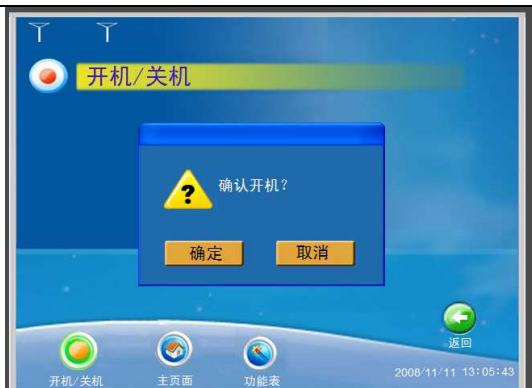 开机/关机
确认开机?
确定 取消
返回
开机/关机 主页面 功能表
2008/11/11 13:05:43